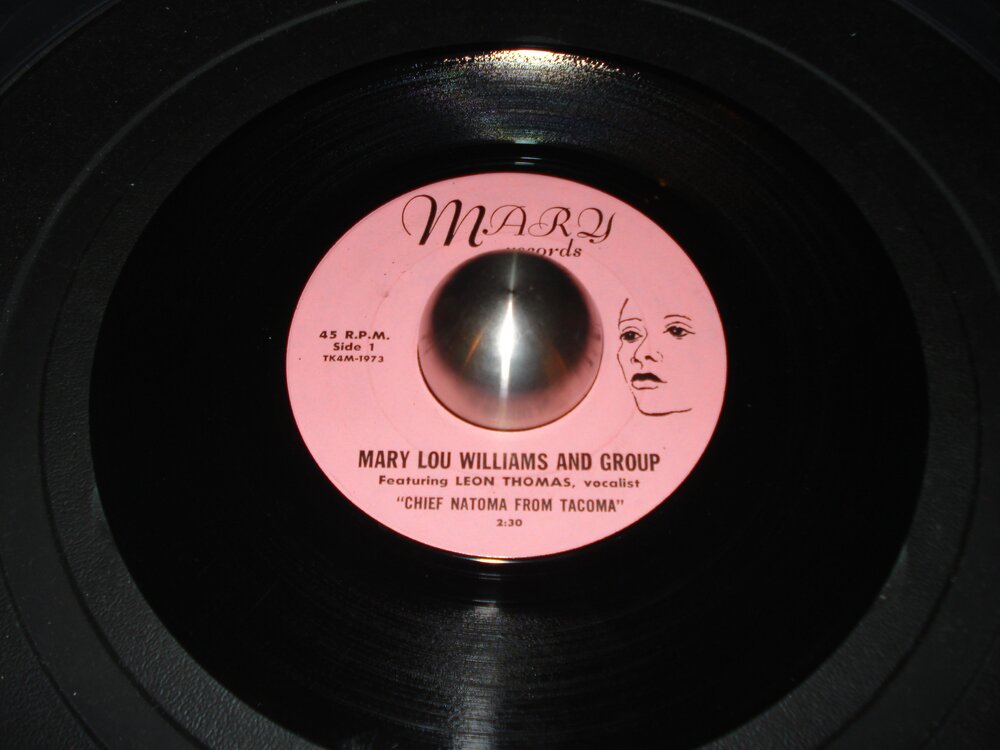 MARY
records
45 R.P.M.
Side 1
TK4M-1973
MARY LOU WILLIAMS AND GROUP
Featuring LEON THOMAS, vocalist
"CHIEF NATOMA FROM TACOMA"
2:30